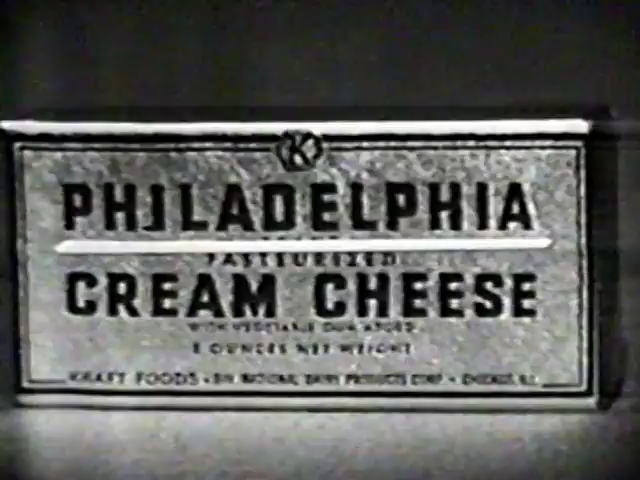 K
PHILADELPHIA
PASTEURIZED
CREAM CHEESE
WITH VEGETABLE GUM ADDED
8 OUNCES NET WEIGHT
KRAFT FOODS • DIV. NATIONAL DAIRY PRODUCTS CORP. • CHICAGO, ILL.